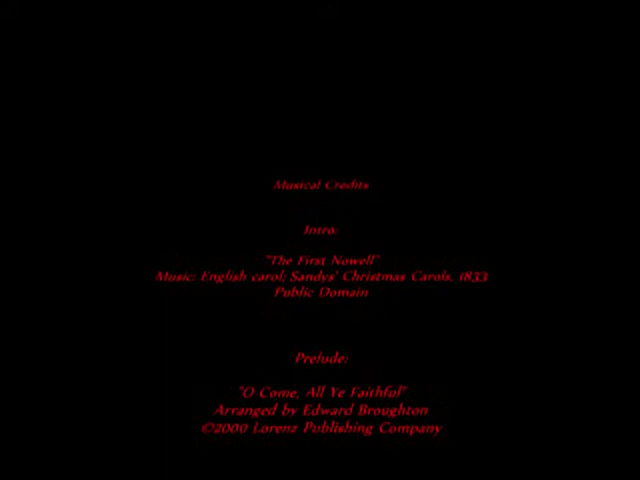 Musical Credits
Intro:
"The First Nowell"
Music: English carol; Sandys' Christmas Carols, 1833
Public Domain
Prelude:
"O Come, All Ye Faithful"
Arranged by Edward Broughton
©2000 Lorenz Publishing Company